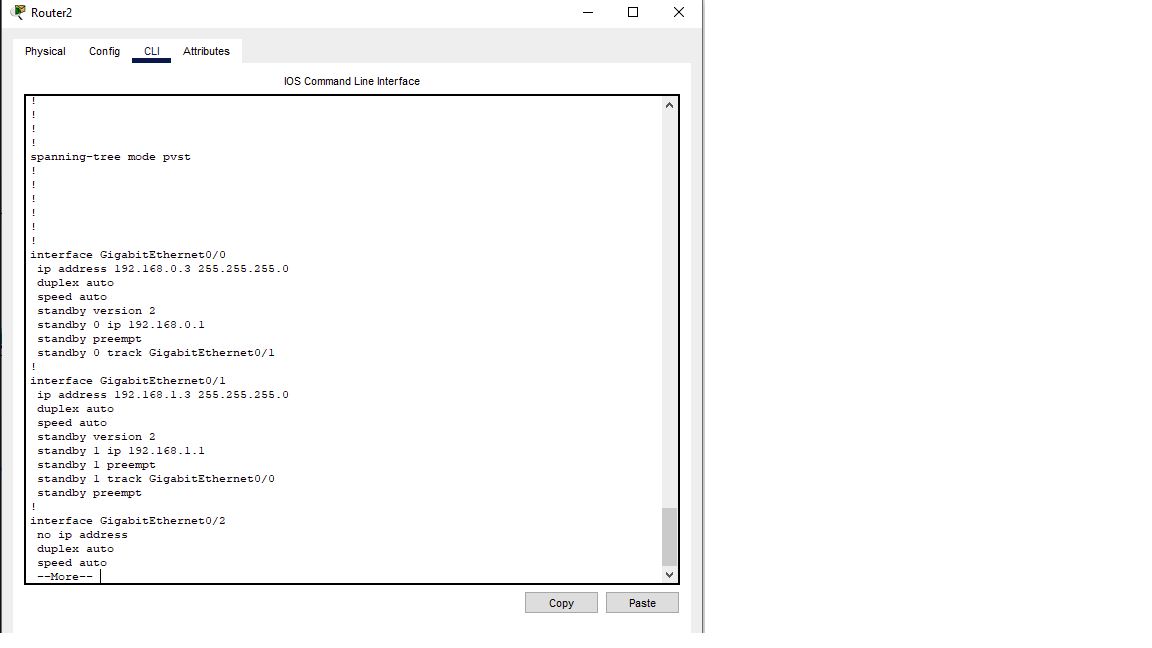 Router2
Physical Config CLI Attributes
IOS Command Line Interface
!
!
!
!
spanning-tree mode pvst
!
!
!
!
!
!
interface GigabitEthernet0/0
 ip address 192.168.0.3 255.255.255.0
 duplex auto
 speed auto
 standby version 2
 standby 0 ip 192.168.0.1
 standby preempt
 standby 0 track GigabitEthernet0/1
!
interface GigabitEthernet0/1
 ip address 192.168.1.3 255.255.255.0
 duplex auto
 speed auto
 standby version 2
 standby 1 ip 192.168.1.1
 standby 1 preempt
 standby 1 track GigabitEthernet0/0
 standby preempt
!
interface GigabitEthernet0/2
 no ip address
 duplex auto
 speed auto
 --More--
Copy Paste